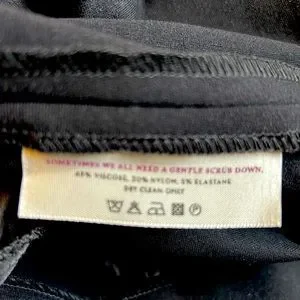 SOMETIMES WE ALL NEED A GENTLE SCRUB DOWN.
65% VISCOSE, 30% NYLON, 5% ELASTANE
DRY CLEAN ONLY